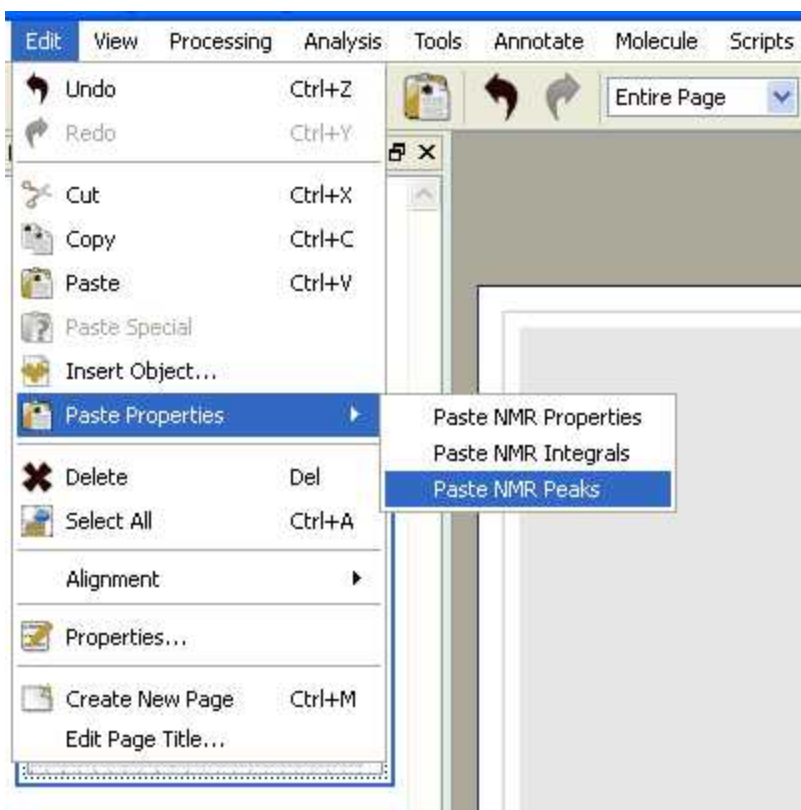 Edit View Processing Analysis Tools Annotate Molecule Scripts
Undo Ctrl+Z
Entire Page
Redo Ctrl+Y
Cut Ctrl+X
Copy Ctrl+C
Paste Ctrl+V
Paste Special
Insert Object...
Paste Properties
Paste NMR Properties
Paste NMR Integrals
Paste NMR Peaks
Delete Del
Select All Ctrl+A
Alignment
Properties...
Create New Page Ctrl+M
Edit Page Title...